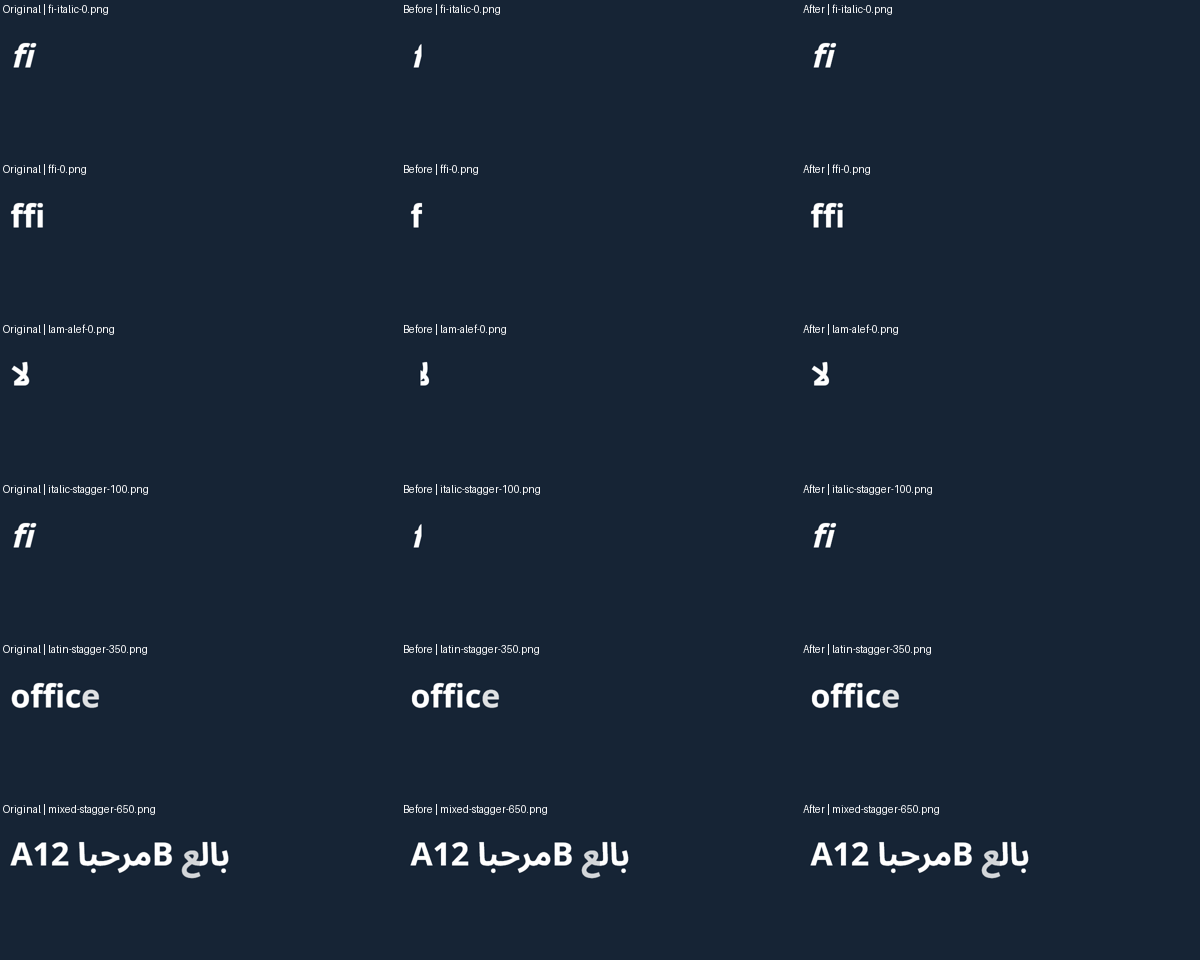 Original | fi-italic-0.png Before | fi-italic-0.png After | fi-italic-0.png
fi fi
Original | ffi-0.png Before | ffi-0.png After | ffi-0.png
ffi f ffi
Original | lam-alef-0.png Before | lam-alef-0.png After | lam-alef-0.png
لا لا
Original | italic-stagger-100.png Before | italic-stagger-100.png After | italic-stagger-100.png
fi fi
Original | latin-stagger-350.png Before | latin-stagger-350.png After | latin-stagger-350.png
office office office
Original | mixed-stagger-650.png Before | mixed-stagger-650.png After | mixed-stagger-650.png
A12 مرحباB بالع A12 مرحباB بالع A12 مرحباB بالع